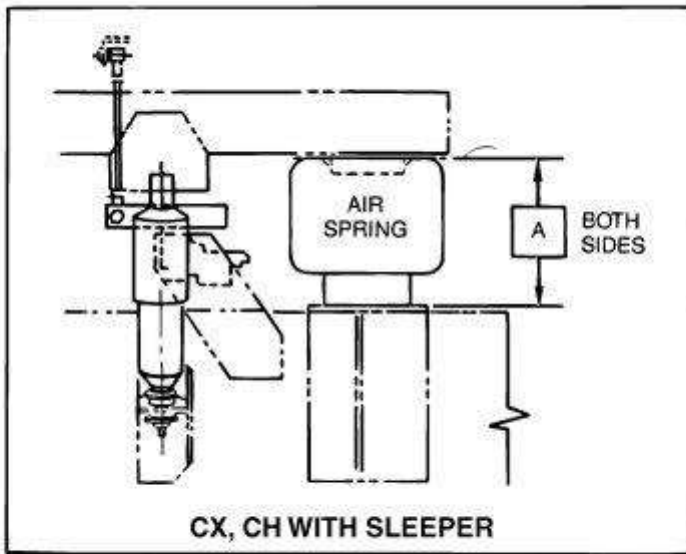 AIR
SPRING
A
BOTH
SIDES
CX, CH WITH SLEEPER